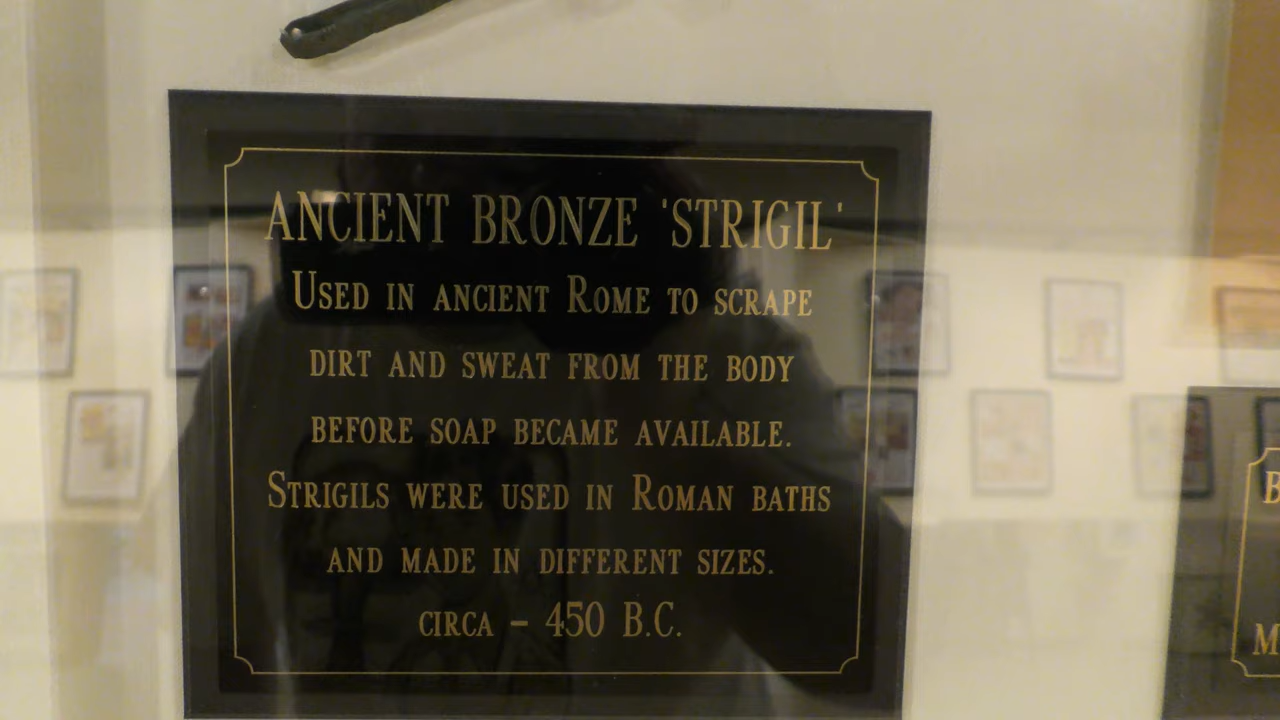 ANCIENT BRONZE 'STRIGIL'
USED IN ANCIENT ROME TO SCRAPE
DIRT AND SWEAT FROM THE BODY
BEFORE SOAP BECAME AVAILABLE.
STRIGILS WERE USED IN ROMAN BATHS
AND MADE IN DIFFERENT SIZES.
CIRCA – 450 B.C.